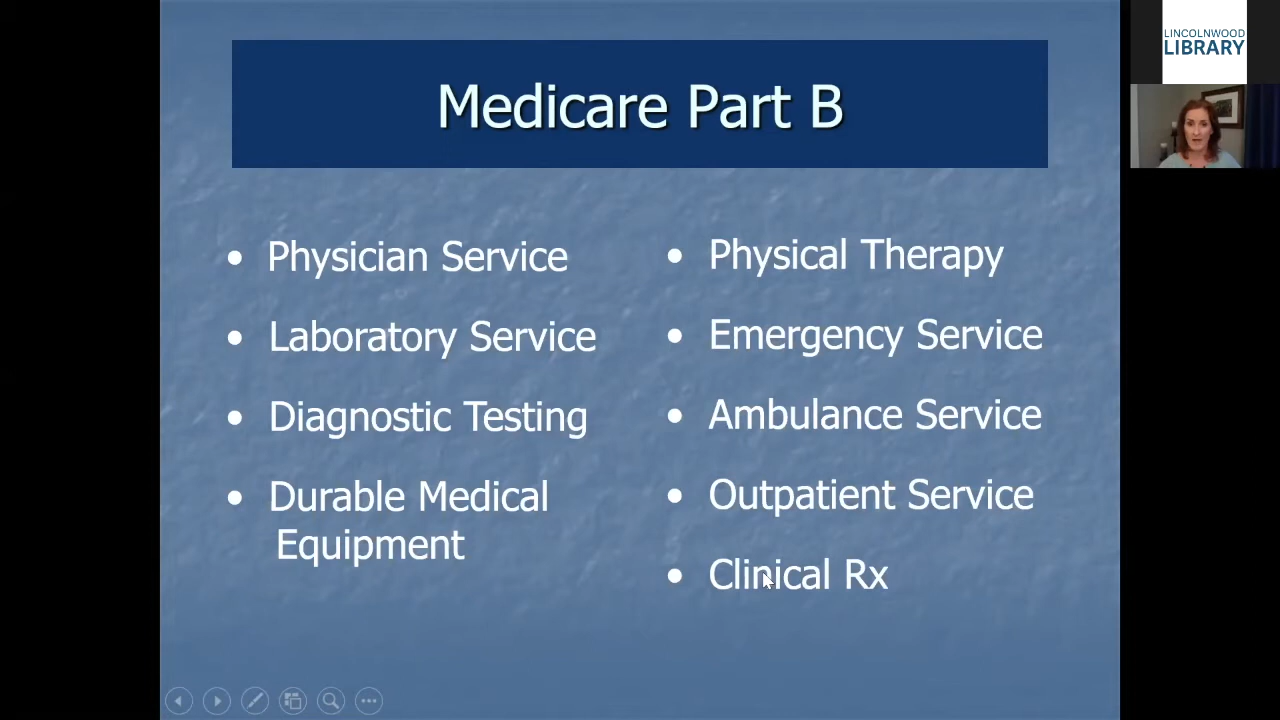 Medicare Part B
• Physician Service
• Laboratory Service
• Diagnostic Testing
• Durable Medical
Equipment
• Physical Therapy
• Emergency Service
• Ambulance Service
• Outpatient Service
• Clinical Rx
LINCOLNWOOD
LIBRARY